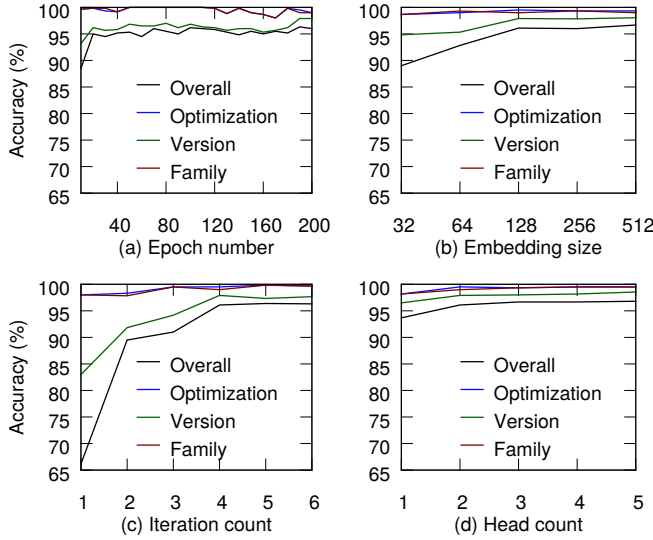 Accuracy (%)
100
95
90
85
80
75
70
65
Overall
Optimization
Version
Family
40 80 120 160 200
(a) Epoch number
100
95
90
85
80
75
70
65
Overall
Optimization
Version
Family
32 64 128 256 512
(b) Embedding size
Accuracy (%)
100
95
90
85
80
75
70
65
Overall
Optimization
Version
Family
1 2 3 4 5 6
(c) Iteration count
100
95
90
85
80
75
70
65
Overall
Optimization
Version
Family
1 2 3 4 5
(d) Head count